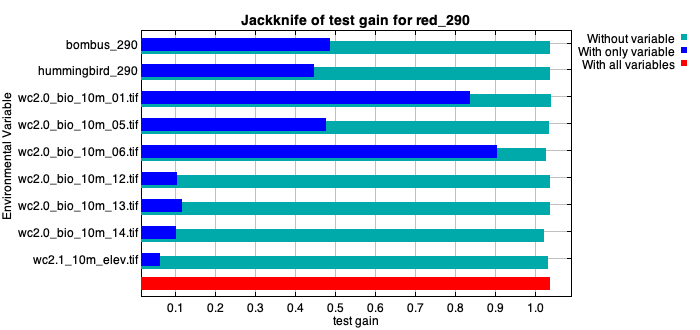 Jackknife of test gain for red_290
Without variable
With only variable
With all variables
Environmental Variable
bombus_290
hummingbird_290
wc2.0_bio_10m_01.tif
wc2.0_bio_10m_05.tif
wc2.0_bio_10m_06.tif
wc2.0_bio_10m_12.tif
wc2.0_bio_10m_13.tif
wc2.0_bio_10m_14.tif
wc2.1_10m_elev.tif
0.1 0.2 0.3 0.4 0.5 0.6 0.7 0.8 0.9 1.0
test gain